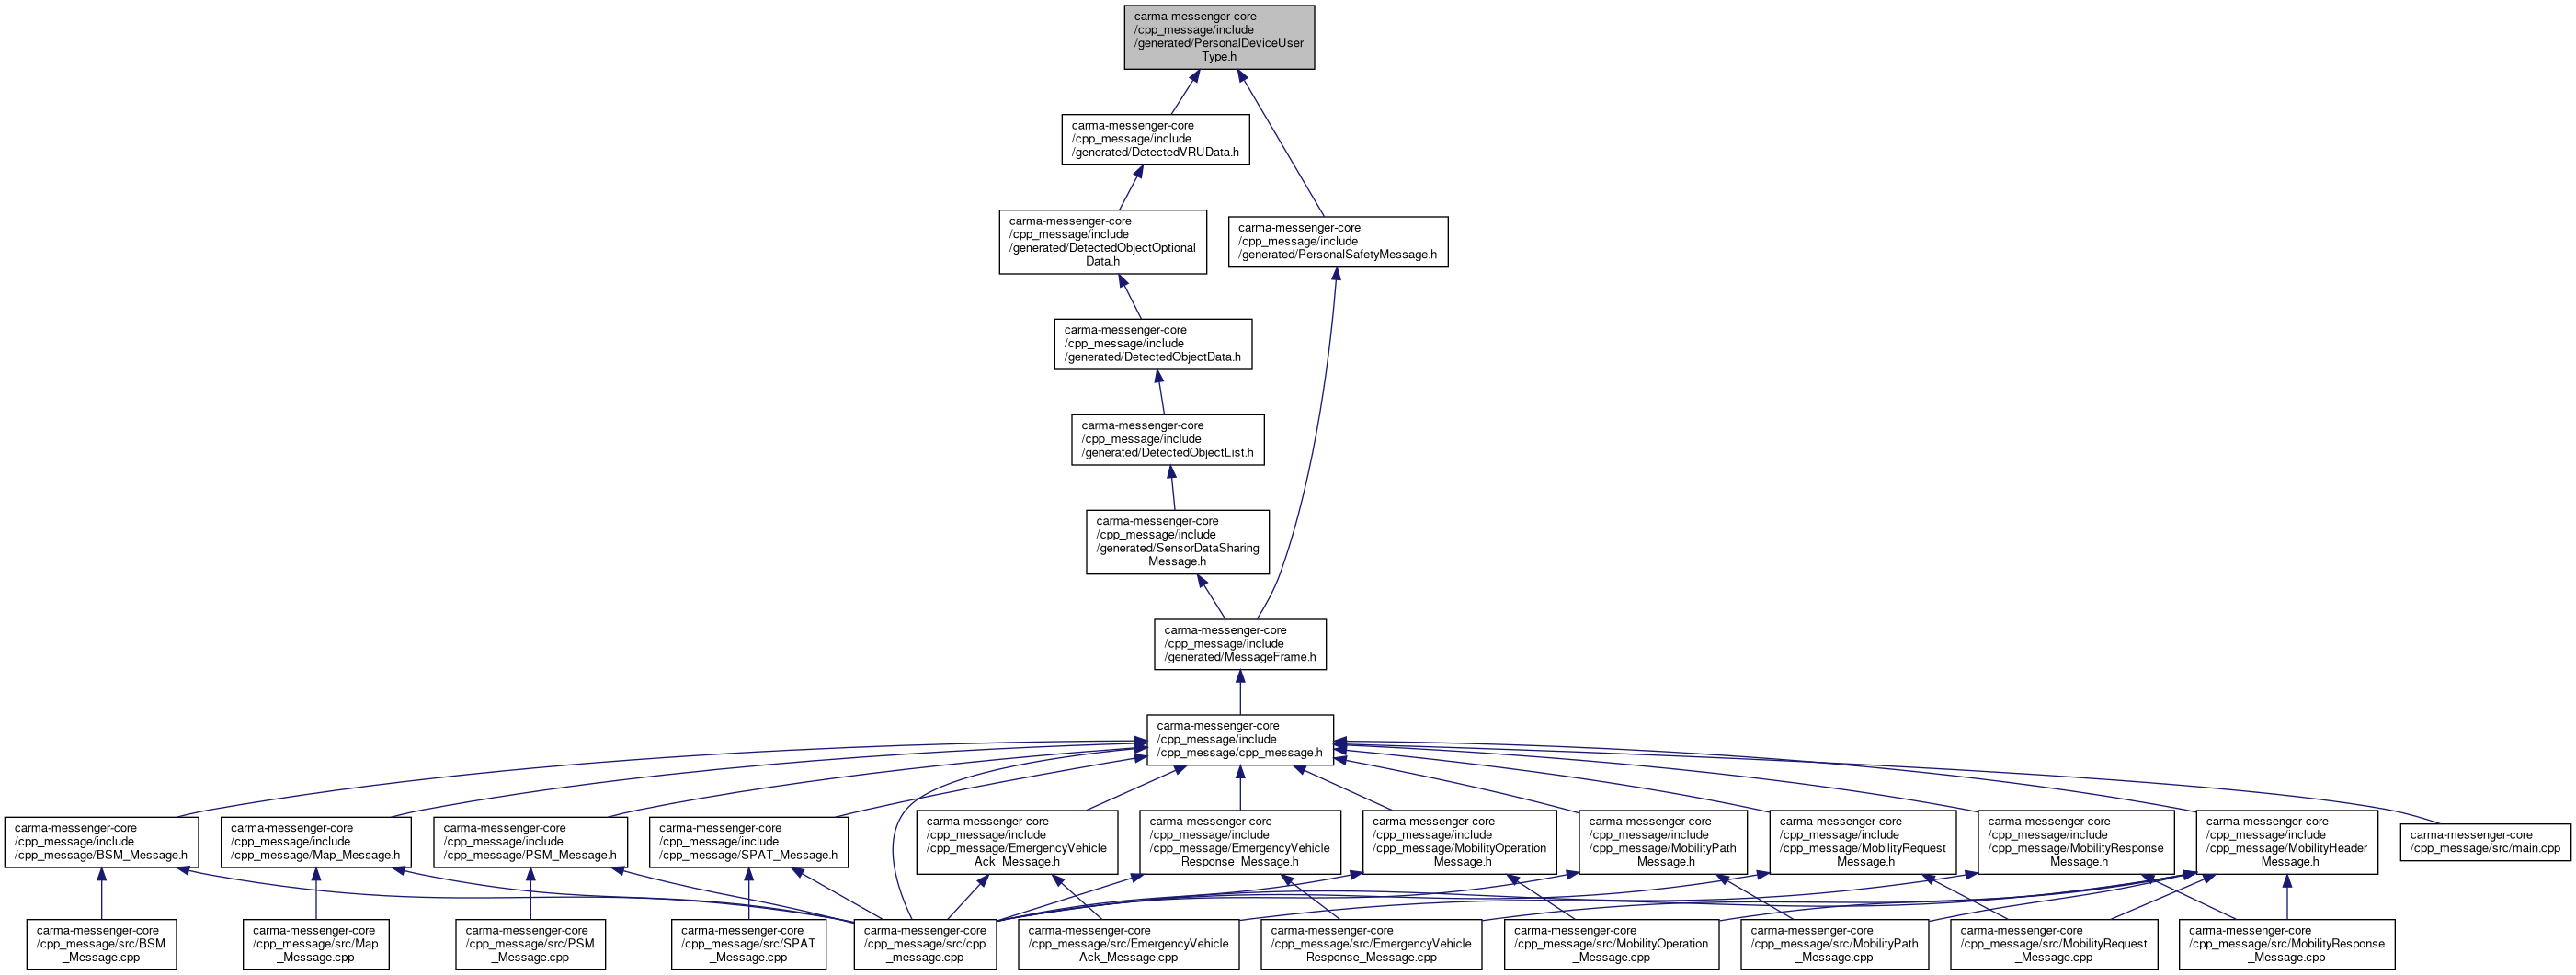 carma-messenger-core
/cpp_message/include
/generated/PersonalDeviceUser
Type.h
carma-messenger-core
/cpp_message/include
/generated/DetectedVRUData.h
carma-messenger-core
/cpp_message/include
/generated/DetectedObjectOptional
Data.h
carma-messenger-core
/cpp_message/include
/generated/PersonalSafetyMessage.h
carma-messenger-core
/cpp_message/include
/generated/DetectedObjectData.h
carma-messenger-core
/cpp_message/include
/generated/DetectedObjectList.h
carma-messenger-core
/cpp_message/include
/generated/SensorDataSharing
Message.h
carma-messenger-core
/cpp_message/include
/generated/MessageFrame.h
carma-messenger-core
/cpp_message/include
/cpp_message/cpp_message.h
carma-messenger-core
/cpp_message/include
/cpp_message/BSM_Message.h
carma-messenger-core
/cpp_message/include
/cpp_message/Map_Message.h
carma-messenger-core
/cpp_message/include
/cpp_message/PSM_Message.h
carma-messenger-core
/cpp_message/include
/cpp_message/SPAT_Message.h
carma-messenger-core
/cpp_message/include
/cpp_message/EmergencyVehicle
Ack_Message.h
carma-messenger-core
/cpp_message/include
/cpp_message/EmergencyVehicle
Response_Message.h
carma-messenger-core
/cpp_message/include
/cpp_message/MobilityOperation
_Message.h
carma-messenger-core
/cpp_message/include
/cpp_message/MobilityPath
_Message.h
carma-messenger-core
/cpp_message/include
/cpp_message/MobilityRequest
_Message.h
carma-messenger-core
/cpp_message/include
/cpp_message/MobilityResponse
_Message.h
carma-messenger-core
/cpp_message/include
/cpp_message/MobilityHeader
_Message.h
carma-messenger-core
/cpp_message/src/main.cpp
carma-messenger-core
/cpp_message/src/BSM
_Message.cpp
carma-messenger-core
/cpp_message/src/Map
_Message.cpp
carma-messenger-core
/cpp_message/src/PSM
_Message.cpp
carma-messenger-core
/cpp_message/src/SPAT
_Message.cpp
carma-messenger-core
/cpp_message/src/cpp
_message.cpp
carma-messenger-core
/cpp_message/src/EmergencyVehicle
Ack_Message.cpp
carma-messenger-core
/cpp_message/src/EmergencyVehicle
Response_Message.cpp
carma-messenger-core
/cpp_message/src/MobilityOperation
_Message.cpp
carma-messenger-core
/cpp_message/src/MobilityPath
_Message.cpp
carma-messenger-core
/cpp_message/src/MobilityRequest
_Message.cpp
carma-messenger-core
/cpp_message/src/MobilityResponse
_Message.cpp